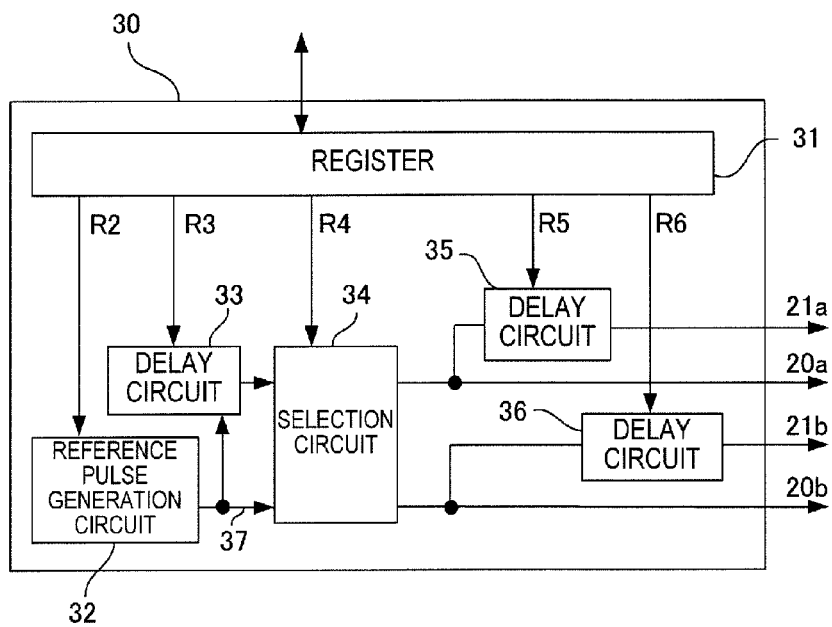 30
REGISTER
31
R2
R3
R4
R5
R6
35
DELAY
CIRCUIT
21a
33
34
DELAY
CIRCUIT
20a
SELECTION
CIRCUIT
36
DELAY
CIRCUIT
21b
REFERENCE
PULSE
GENERATION
CIRCUIT
37
20b
32